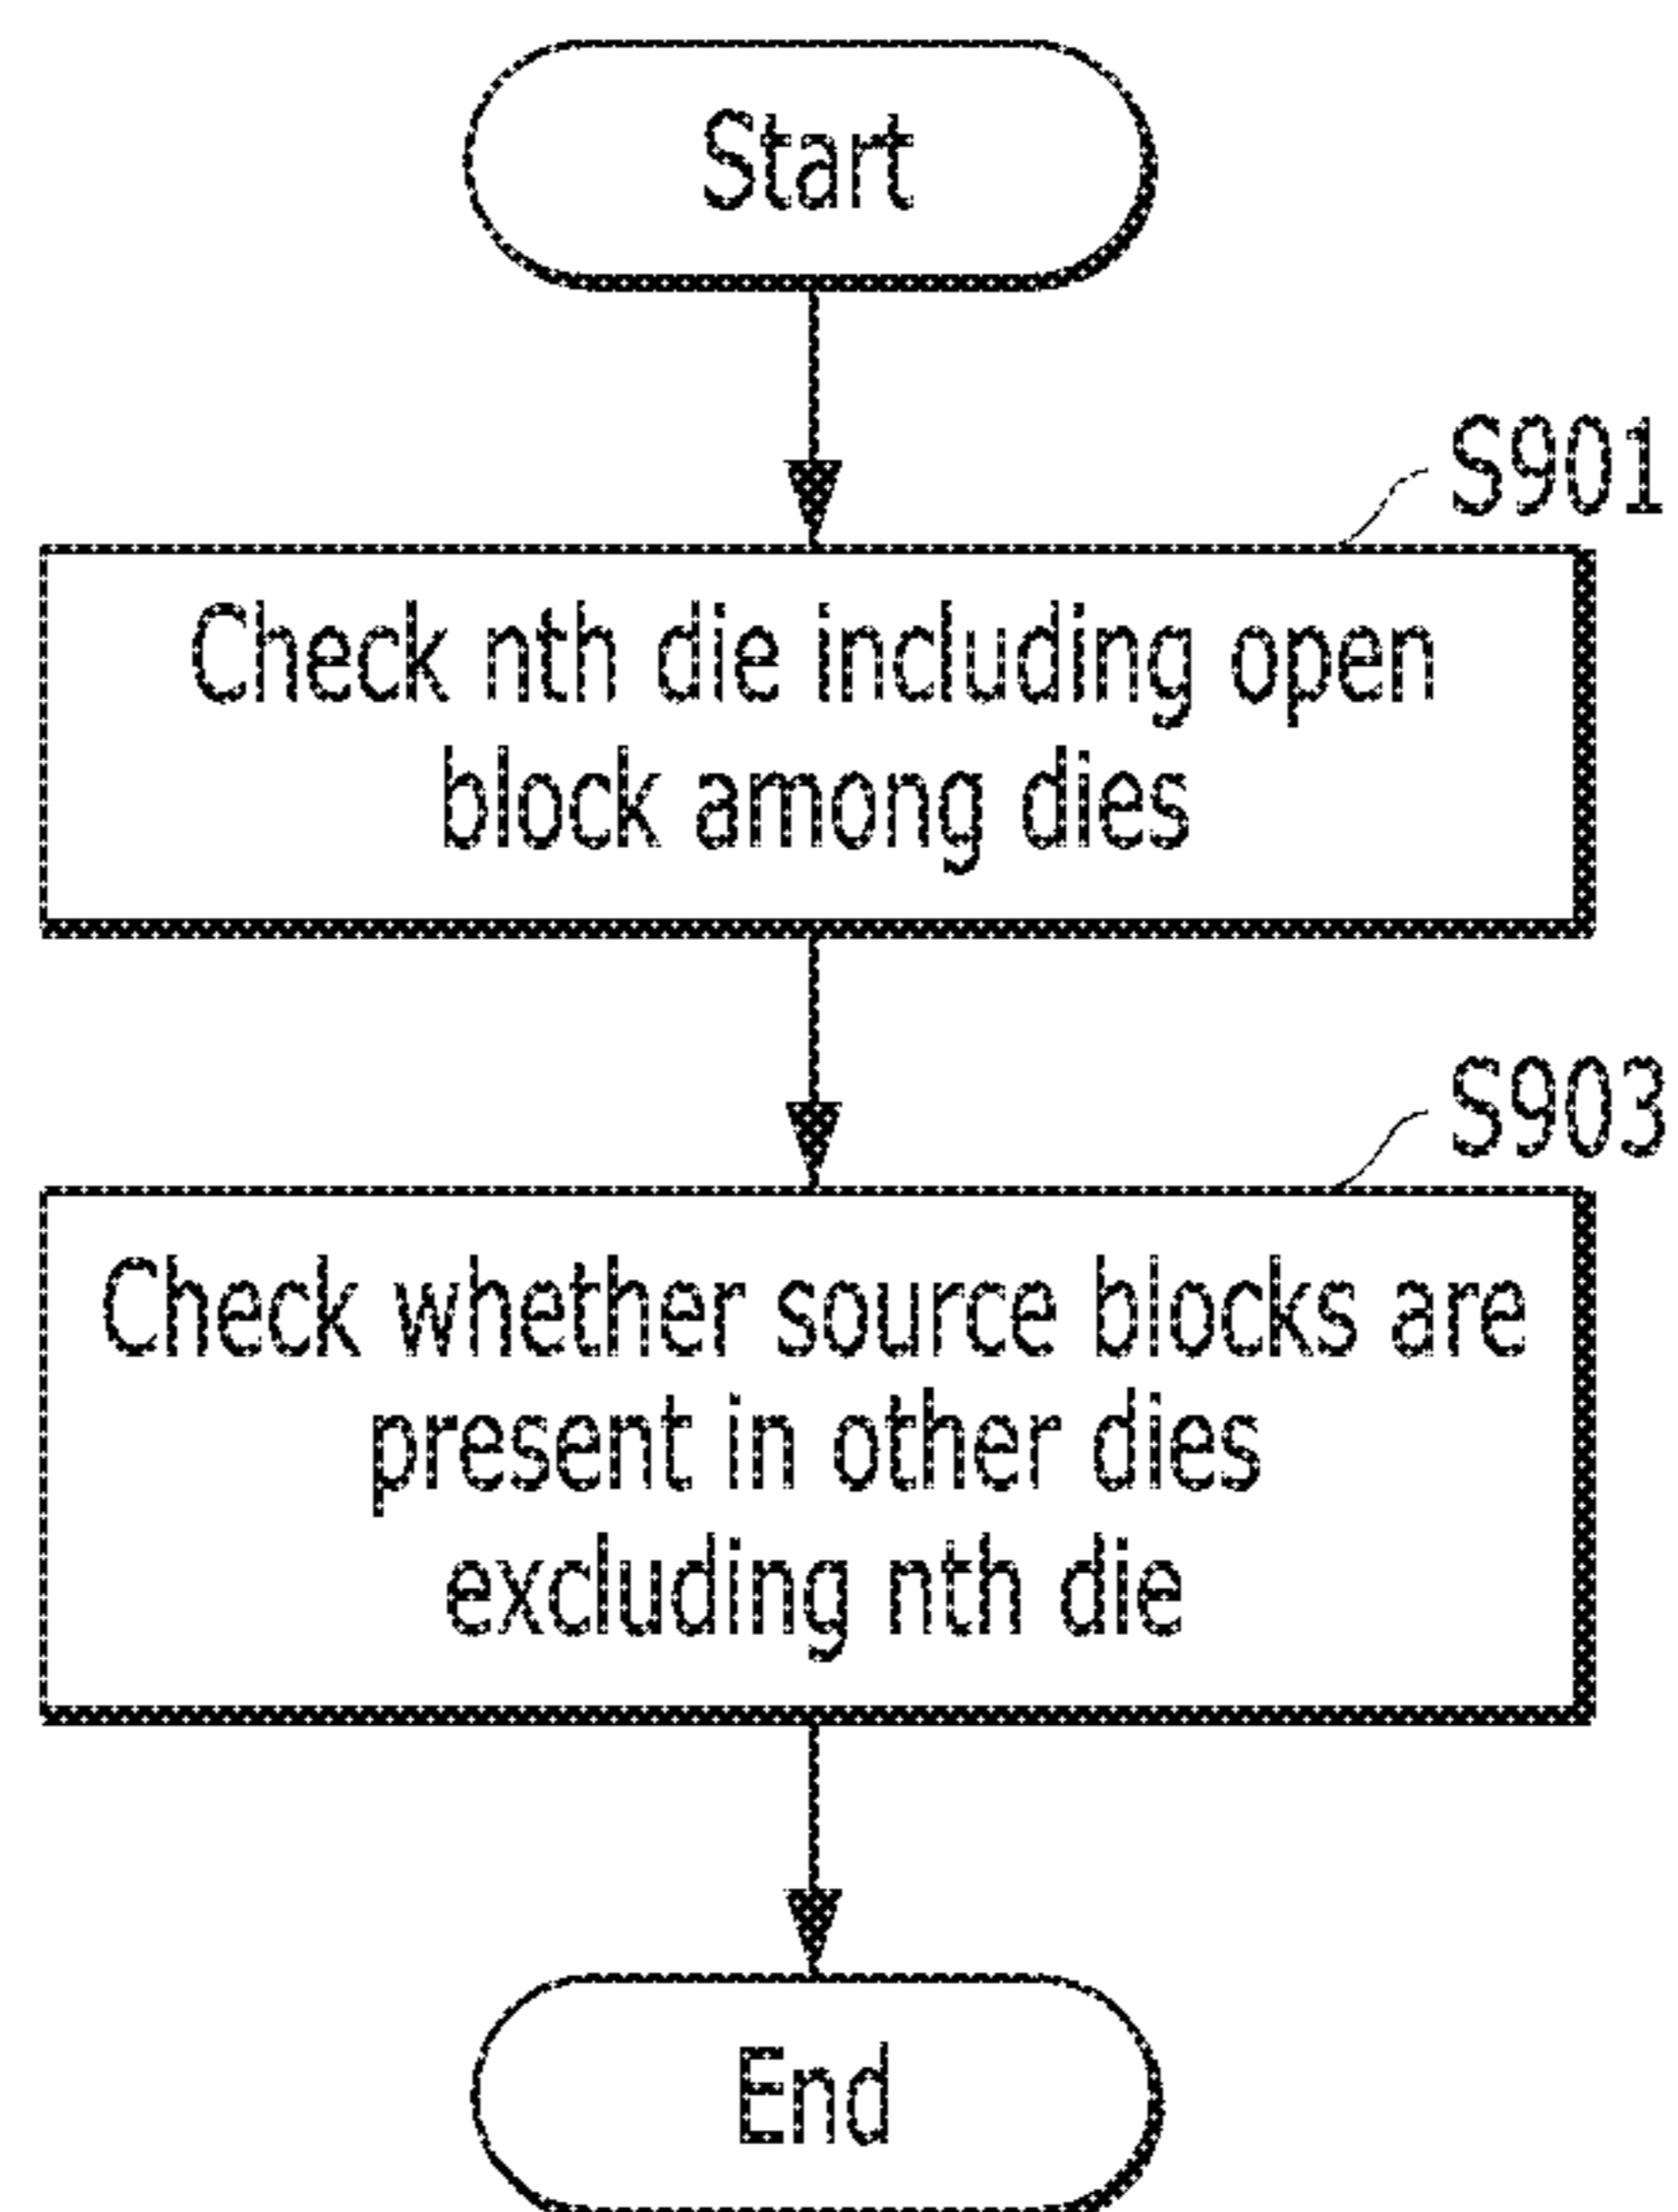 Start
S901
Check nth die including open
block among dies
S903
Check whether source blocks are
present in other dies
excluding nth die
End